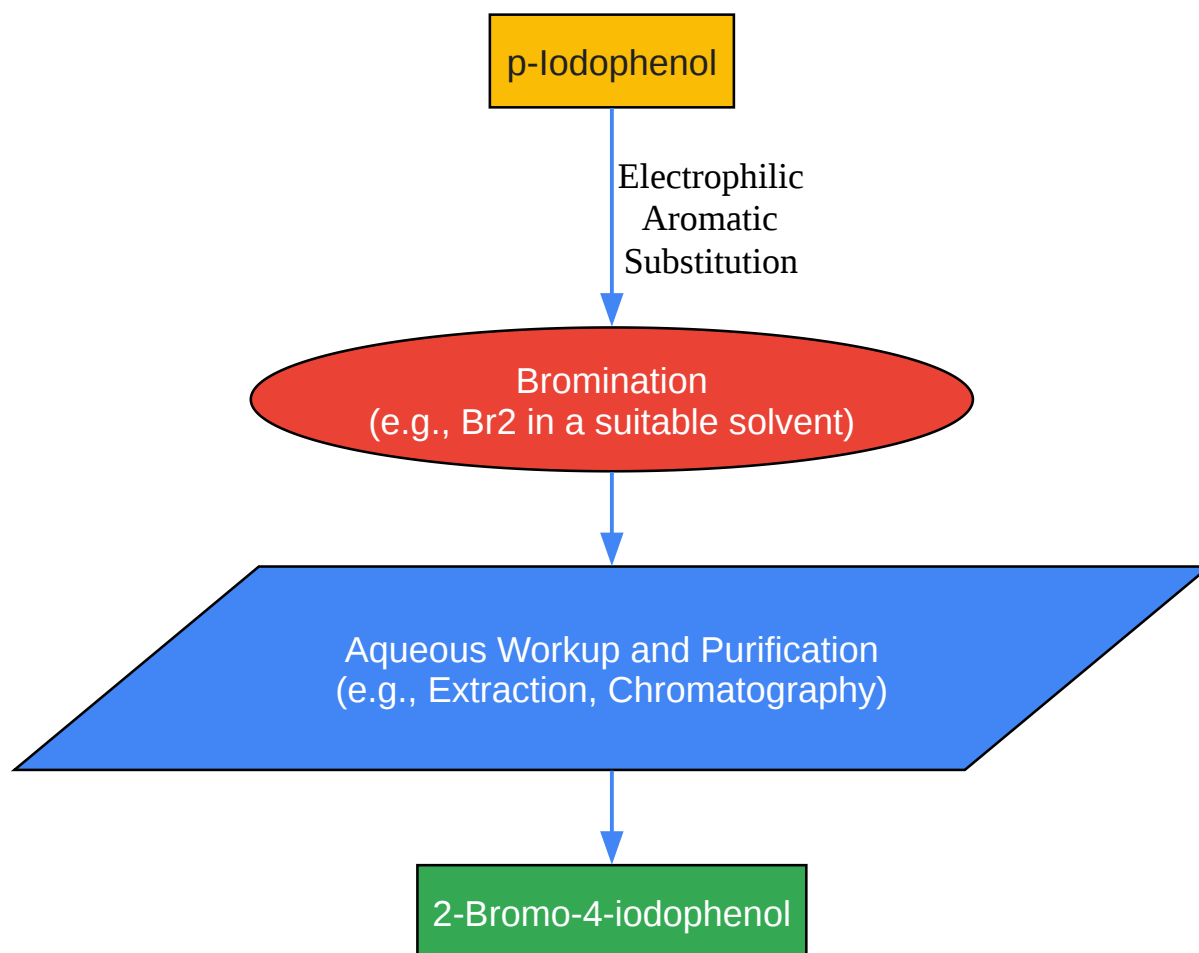 p-Iodophenol
Electrophilic
Aromatic
Substitution
Bromination
(e.g., Br2 in a suitable solvent)
Aqueous Workup and Purification
(e.g., Extraction, Chromatography)
2-Bromo-4-iodophenol